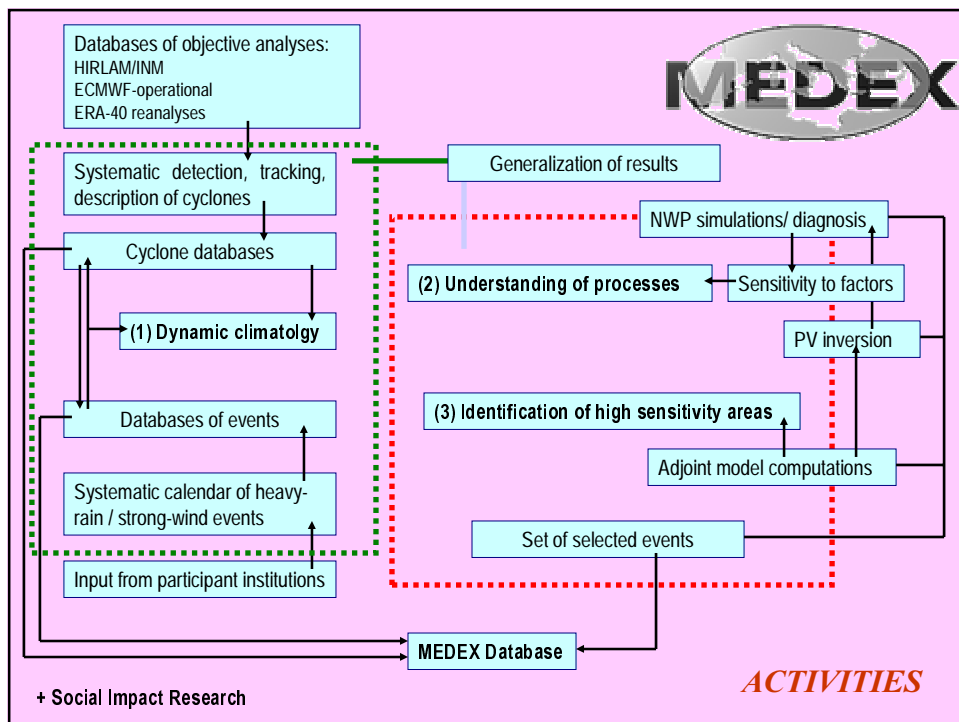 Databases of objective analyses:
HIRLAM/INM
ECMWF-operational
ERA-40 reanalyses
MEDEX
Systematic detection, tracking,
description of cyclones
Generalization of results
Cyclone databases
NWP simulations/ diagnosis
(2) Understanding of processes
Sensitivity to factors
(1) Dynamic climatolgy
PV inversion
Databases of events
(3) Identification of high sensitivity areas
Adjoint model computations
Systematic calendar of heavy-
rain / strong-wind events
Set of selected events
Input from participant institutions
MEDEX Database
+ Social Impact Research
ACTIVITIES